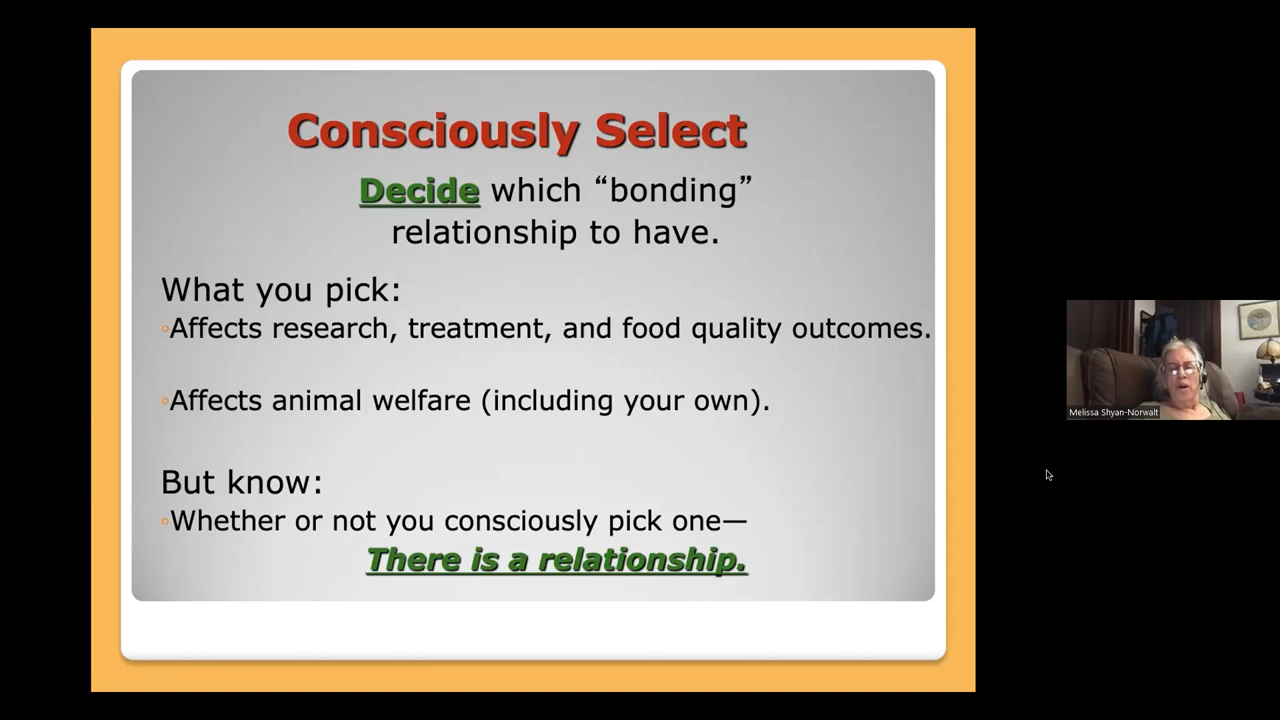 Consciously Select
Decide which “bonding”
relationship to have.
What you pick:
◦Affects research, treatment, and food quality outcomes.
◦Affects animal welfare (including your own).
But know:
◦Whether or not you consciously pick one—
There is a relationship.
Melissa Shyan-Norwalt